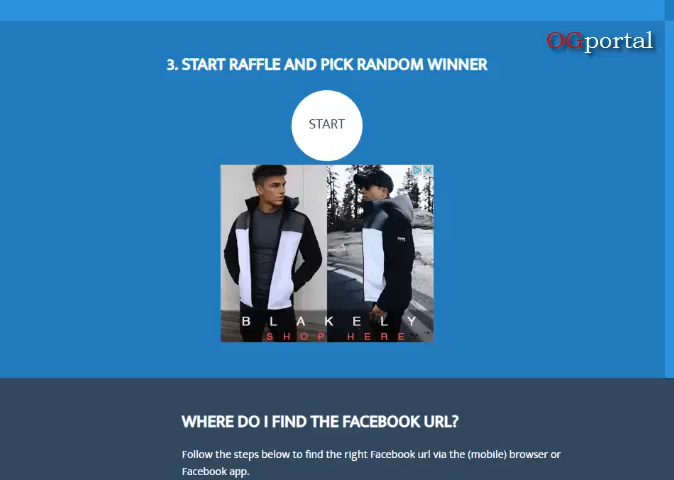 OGportal
3. START RAFFLE AND PICK RANDOM WINNER
START
BLAKELY
SHOP HERE
WHERE DO I FIND THE FACEBOOK URL?
Follow the steps below to find the right Facebook url via the (mobile) browser or
Facebook app.